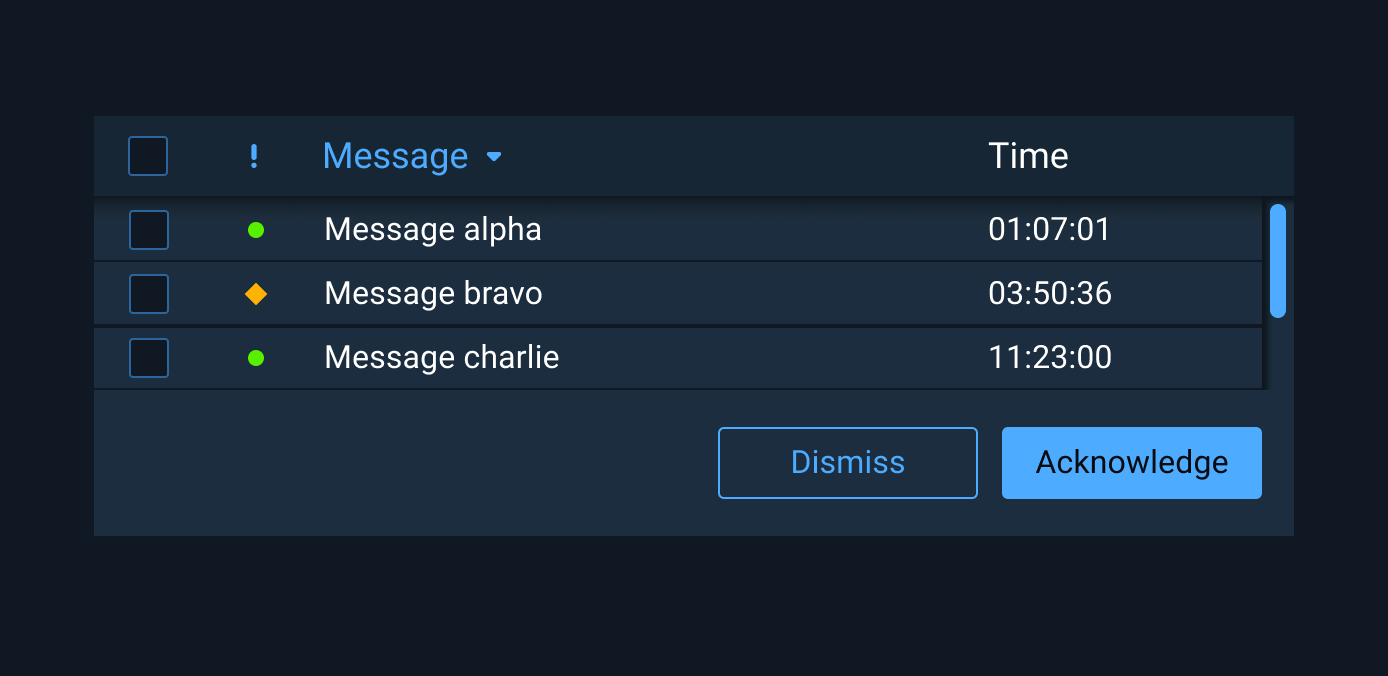 ! Message Time
Message alpha 01:07:01
Message bravo 03:50:36
Message charlie 11:23:00
Dismiss Acknowledge